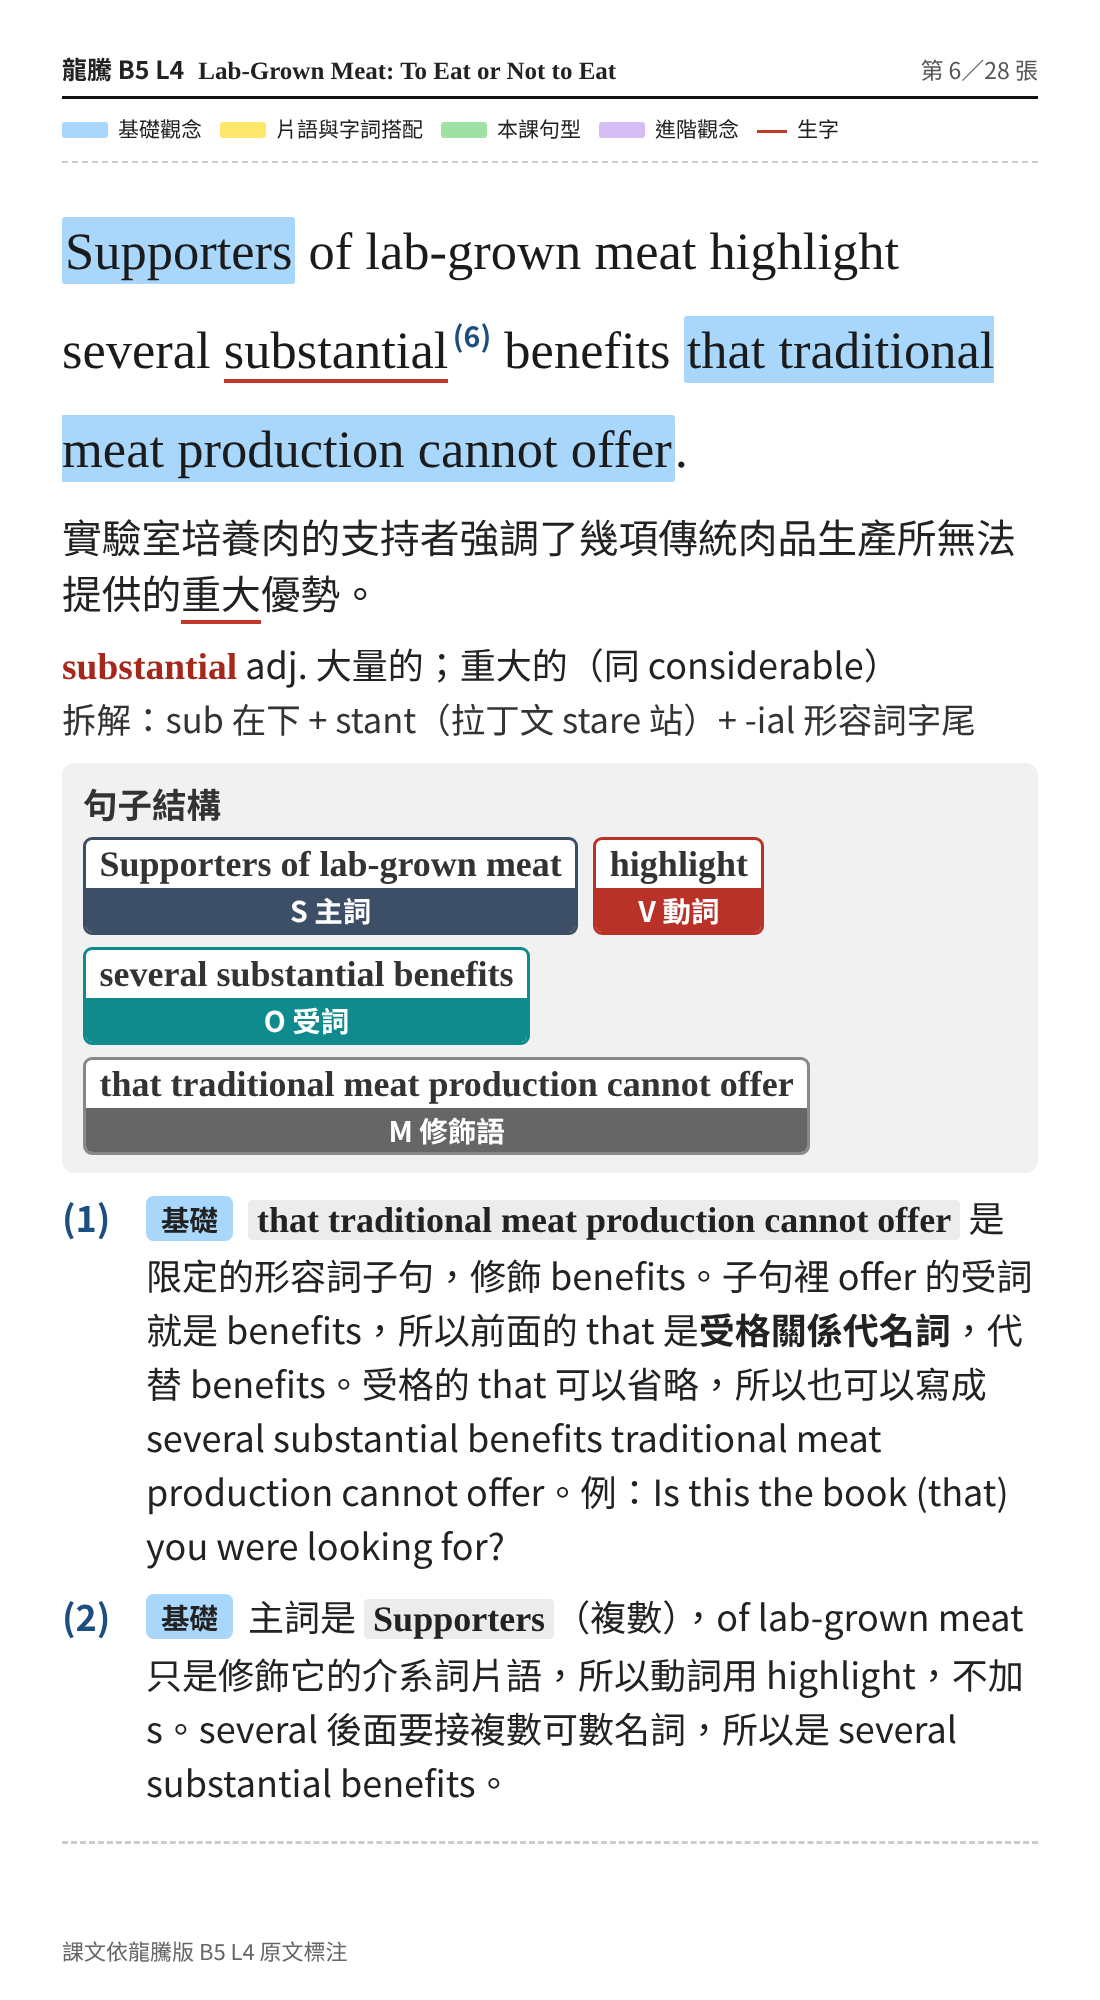 龍騰 B5 L4 Lab-Grown Meat: To Eat or Not to Eat 第 6／28 張
基礎觀念 片語與字詞搭配 本課句型 進階觀念 生字
Supporters of lab-grown meat highlight
several substantial(6) benefits that traditional
meat production cannot offer.
實驗室培養肉的支持者強調了幾項傳統肉品生產所無法
提供的重大優勢。
substantial adj. 大量的；重大的（同 considerable）
拆解：sub 在下 + stant（拉丁文 stare 站）+ -ial 形容詞字尾
句子結構
Supporters of lab-grown meat highlight
S 主詞 V 動詞
several substantial benefits
O 受詞
that traditional meat production cannot offer
M 修飾語
(1) 基礎 that traditional meat production cannot offer 是
限定的形容詞子句，修飾 benefits。子句裡 offer 的受詞
就是 benefits，所以前面的 that 是受格關係代名詞，代
替 benefits。受格的 that 可以省略，所以也可以寫成
several substantial benefits traditional meat
production cannot offer。例：Is this the book (that)
you were looking for?
(2) 基礎 主詞是 Supporters（複數），of lab-grown meat
只是修飾它的介系詞片語，所以動詞用 highlight，不加
s。several 後面要接複數可數名詞，所以是 several
substantial benefits。
課文依龍騰版 B5 L4 原文標注